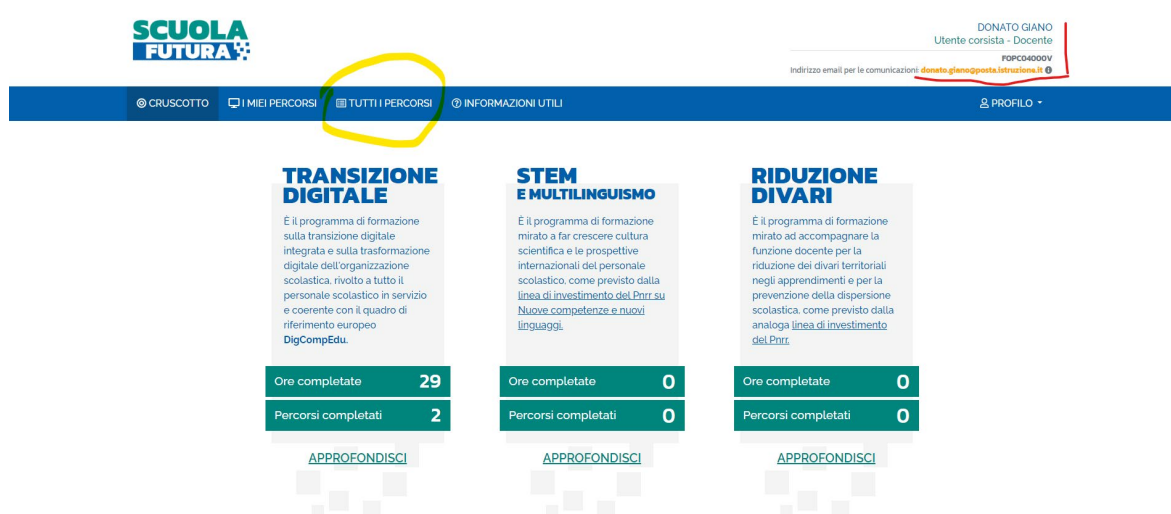 SCUOLA
FUTURA
DONATO GIANO
Utente corsista - Docente
FOPC04000V
Indirizzo email per le comunicazioni: donato.giano@posta.istruzione.it
CRUSCOTTO
I MIEI PERCORSI
TUTTI I PERCORSI
INFORMAZIONI UTILI
PROFILO
TRANSIZIONE
DIGITALE
È il programma di formazione
sulla transizione digitale
integrata e sulla trasformazione
digitale dell'organizzazione
scolastica, rivolto a tutto il
personale scolastico in servizio
e coerente con il quadro di
riferimento europeo
DigCompEdu.
Ore completate 29
Percorsi completati 2
APPROFONDISCI
STEM
E MULTILINGUISMO
È il programma di formazione
mirato a far crescere cultura
scientifica e le prospettive
internazionali del personale
scolastico, come previsto dalla
linea di investimento del Pnrr su
Nuove competenze e nuovi
linguaggi.
Ore completate 0
Percorsi completati 0
APPROFONDISCI
RIDUZIONE
DIVARI
È il programma di formazione
mirato ad accompagnare la
funzione docente per la
riduzione dei divari territoriali
negli apprendimenti e per la
prevenzione della dispersione
scolastica, come previsto dalla
analoga linea di investimento
del Pnrr.
Ore completate 0
Percorsi completati 0
APPROFONDISCI